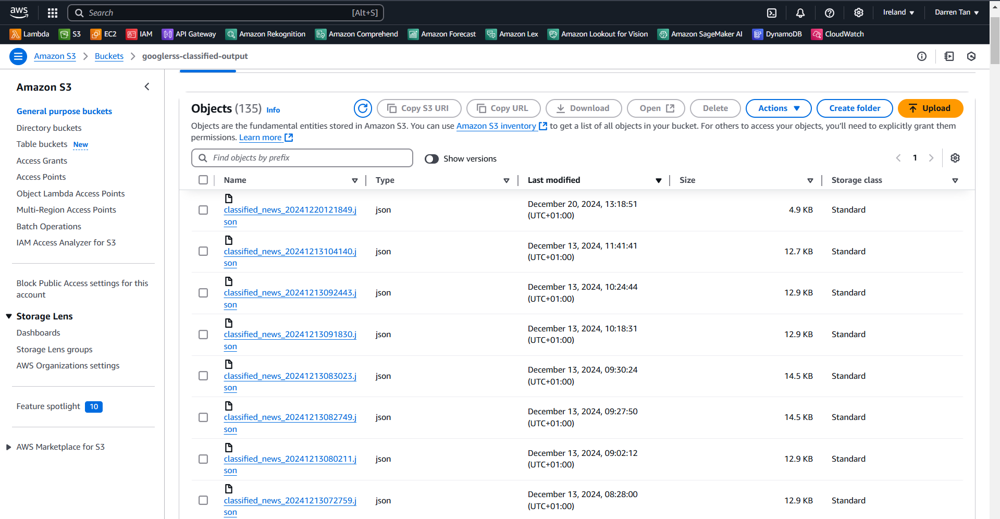 aws
Search [Alt+S]
Ireland ▼ Darren Tan ▼
Lambda S3 EC2 IAM API Gateway Amazon Rekognition Amazon Comprehend Amazon Forecast Amazon Lex Amazon Lookout for Vision Amazon SageMaker AI DynamoDB CloudWatch
Amazon S3 > Buckets > googlerss-classified-output
Amazon S3
General purpose buckets
Directory buckets
Table buckets New
Access Grants
Access Points
Object Lambda Access Points
Multi-Region Access Points
Batch Operations
IAM Access Analyzer for S3
Block Public Access settings for this
account
Storage Lens
Dashboards
Storage Lens groups
AWS Organizations settings
Feature spotlight 10
AWS Marketplace for S3
Objects (135) Info
Copy S3 URI Copy URL Download Open Delete Actions ▼ Create folder Upload
Objects are the fundamental entities stored in Amazon S3. You can use Amazon S3 inventory to get a list of all objects in your bucket. For others to access your objects, you'll need to explicitly grant them
permissions. Learn more
Find objects by prefix
Show versions
< 1 >
Name Type Last modified Size Storage class
classified_news_20241220121849.j
son
json
December 20, 2024, 13:18:51
(UTC+01:00)
4.9 KB
Standard
classified_news_20241213104140.j
son
json
December 13, 2024, 11:41:41
(UTC+01:00)
12.7 KB
Standard
classified_news_20241213092443.j
son
json
December 13, 2024, 10:24:44
(UTC+01:00)
12.9 KB
Standard
classified_news_20241213091830.j
son
json
December 13, 2024, 10:18:31
(UTC+01:00)
12.9 KB
Standard
classified_news_20241213083023.j
son
json
December 13, 2024, 09:30:24
(UTC+01:00)
14.5 KB
Standard
classified_news_20241213082749.j
son
json
December 13, 2024, 09:27:50
(UTC+01:00)
14.5 KB
Standard
classified_news_20241213080211.j
son
json
December 13, 2024, 09:02:12
(UTC+01:00)
12.9 KB
Standard
classified_news_20241213072759.j
son
json
December 13, 2024, 08:28:00
(UTC+01:00)
12.9 KB
Standard